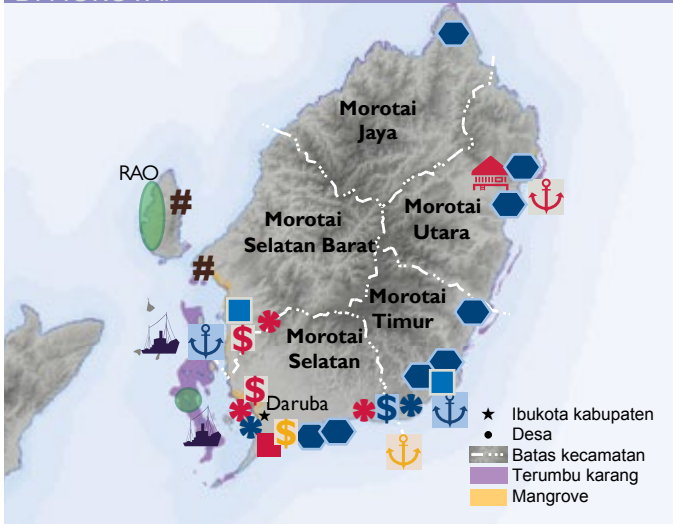 Morotai
Jaya
RAO
#
Morotai
Utara
Morotai
Selatan Barat
#
Morotai
Timur
$
Morotai
Selatan
$
Daruba
$
$
Ibukota kabupaten
Desa
Batas kecamatan
Terumbu karang
Mangrove